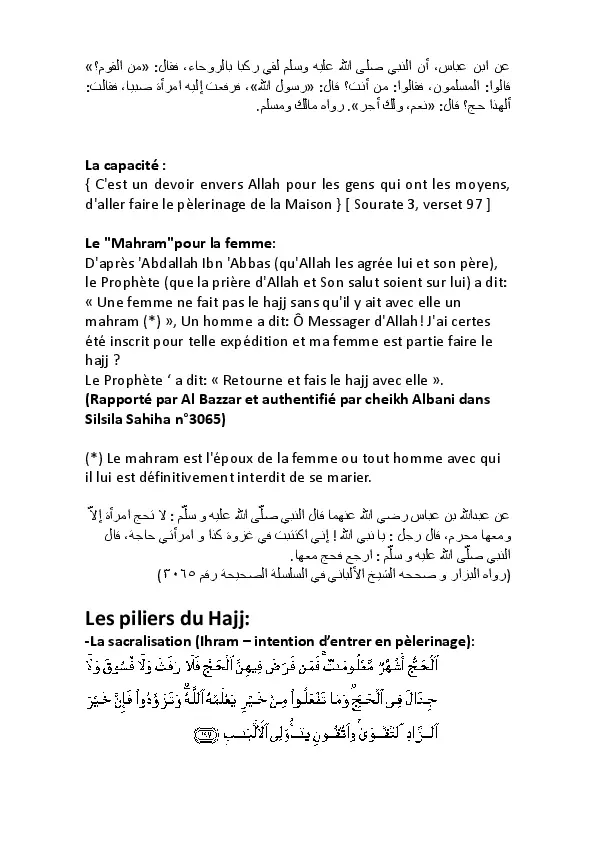 عن ابن عباس، أن النبي صلى الله عليه وسلم لقي ركبا بالروحاء، فقال: «من القوم؟»
قالوا: المسلمون، فقالوا: من أنت؟ قال: «رسول الله»، فرفعت إليه امرأة صبيا، فقالت:
ألهذا حج؟ قال: «نعم، ولك أجر». رواه مالك ومسلم.
La capacité :
{ C'est un devoir envers Allah pour les gens qui ont les moyens,
d'aller faire le pèlerinage de la Maison } [ Sourate 3, verset 97 ]
Le "Mahram"pour la femme:
D'après 'Abdallah Ibn 'Abbas (qu'Allah les agrée lui et son père),
le Prophète (que la prière d'Allah et Son salut soient sur lui) a dit:
« Une femme ne fait pas le hajj sans qu'il y ait avec elle un
mahram (*) », Un homme a dit: Ô Messager d'Allah! J'ai certes
été inscrit pour telle expédition et ma femme est partie faire le
hajj ?
Le Prophète ‘ a dit: « Retourne et fais le hajj avec elle ».
(Rapporté par Al Bazzar et authentifié par cheikh Albani dans
Silsila Sahiha n°3065)
(*) Le mahram est l'époux de la femme ou tout homme avec qui
il lui est définitivement interdit de se marier.
عن عبدالله بن عباس رضي الله عنهما قال النبي صلّى الله عليه و سلّم : لا تحج امرأة إلاّ
ومعها محرم، قال رجل : يا نبي الله ! إني اكتتبت في غزوة كذا و امرأتي حاجة، قال
النبي صلّى الله عليه و سلّم : ارجع فحج معها.
(رواه البزار و صححه الشيخ الألباني في السلسلة الصحيحة رقم ٣٠٦٥)
Les piliers du Hajj:
-La sacralisation (Ihram – intention d’entrer en pèlerinage):
ٱلْحَجُّ أَشْهُرٌ مَّعْلُومَـٰتٌ ۚ فَمَن فَرَضَ فِيهِنَّ ٱلْحَجَّ فَلَا رَفَثَ وَلَا فُسُوقَ وَلَا
جِدَالَ فِى ٱلْحَجِّ ۗ وَمَا تَفْعَلُوا۟ مِنْ خَيْرٍ يَعْلَمْهُ ٱللَّهُ ۗ وَتَزَوَّدُوا۟ فَإِنَّ خَيْرَ
ٱلزَّادِ ٱلتَّقْوَىٰ ۚ وَٱتَّقُونِ يَـٰٓأُو۟لِى ٱلْأَلْبَـٰبِ ﴿١٩٧﴾